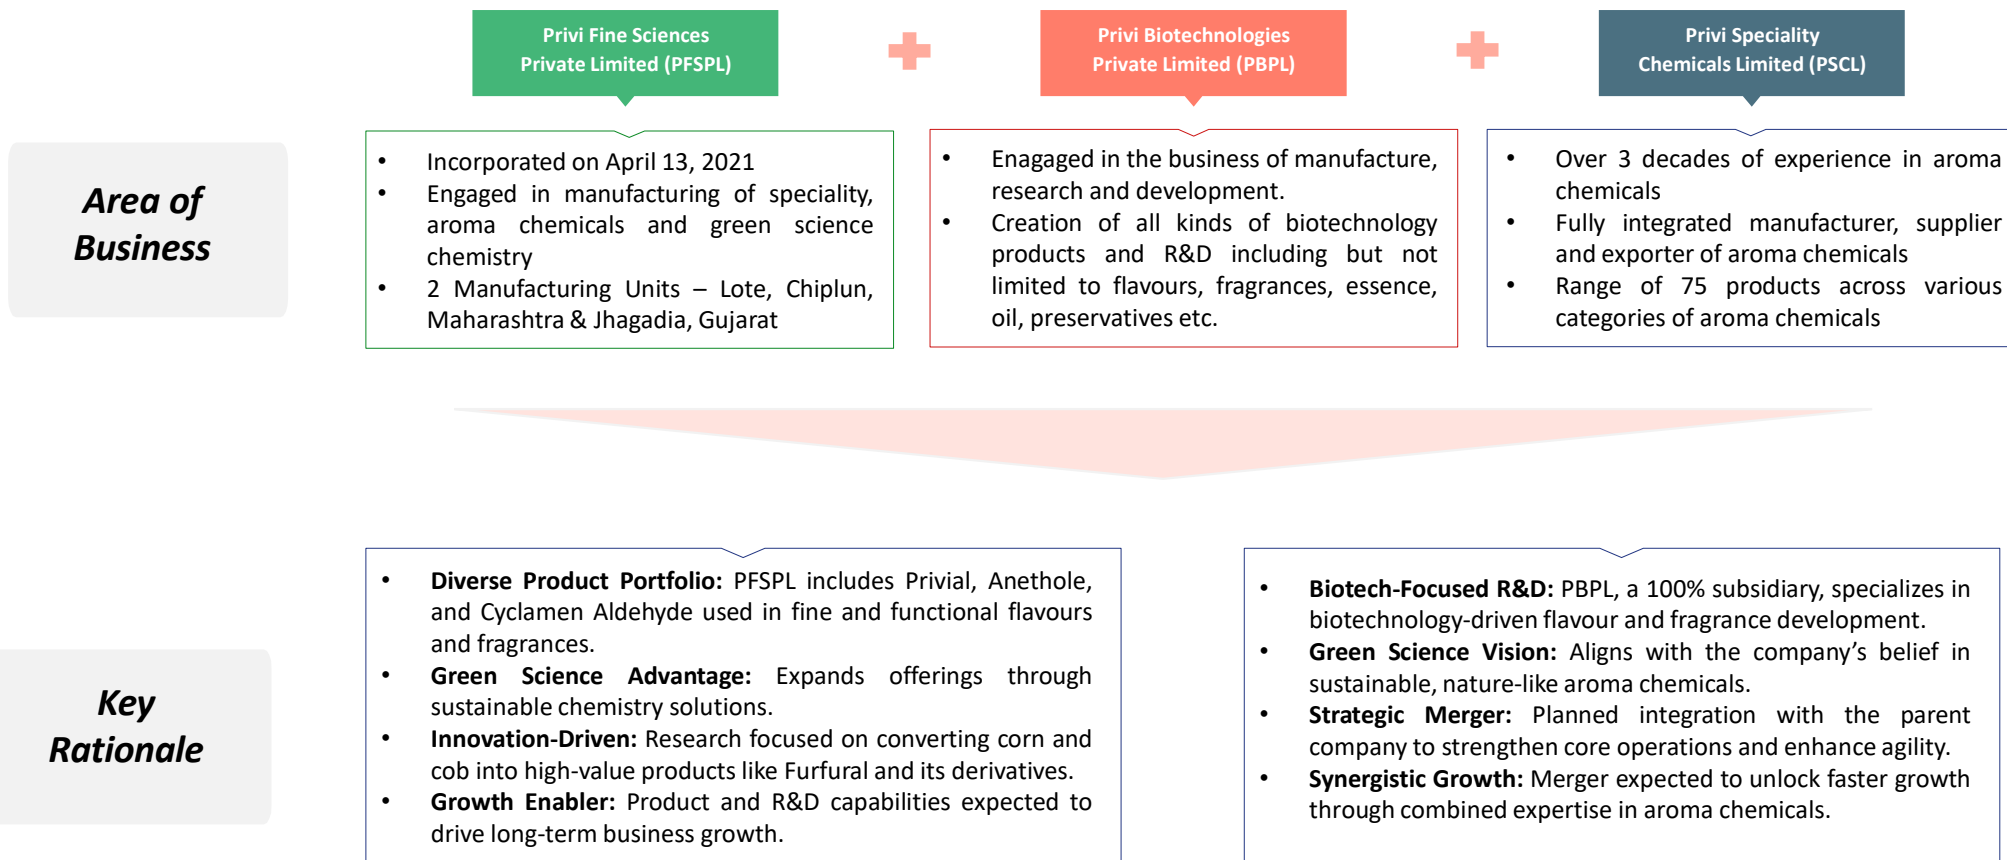 Privi Fine Sciences
Private Limited (PFSPL)
Privi Biotechnologies
Private Limited (PBPL)
Privi Speciality
Chemicals Limited (PSCL)
Area of
Business
• Incorporated on April 13, 2021
• Engaged in manufacturing of speciality,
aroma chemicals and green science
chemistry
• 2 Manufacturing Units – Lote, Chiplun,
Maharashtra & Jhagadia, Gujarat
• Enagaged in the business of manufacture,
research and development.
• Creation of all kinds of biotechnology
products and R&D including but not
limited to flavours, fragrances, essence,
oil, preservatives etc.
• Over 3 decades of experience in aroma
chemicals
• Fully integrated manufacturer, supplier
and exporter of aroma chemicals
• Range of 75 products across various
categories of aroma chemicals
Key
Rationale
• Diverse Product Portfolio: PFSPL includes Privial, Anethole,
and Cyclamen Aldehyde used in fine and functional flavours
and fragrances.
• Green Science Advantage: Expands offerings through
sustainable chemistry solutions.
• Innovation-Driven: Research focused on converting corn and
cob into high-value products like Furfural and its derivatives.
• Growth Enabler: Product and R&D capabilities expected to
drive long-term business growth.
• Biotech-Focused R&D: PBPL, a 100% subsidiary, specializes in
biotechnology-driven flavour and fragrance development.
• Green Science Vision: Aligns with the company’s belief in
sustainable, nature-like aroma chemicals.
• Strategic Merger: Planned integration with the parent
company to strengthen core operations and enhance agility.
• Synergistic Growth: Merger expected to unlock faster growth
through combined expertise in aroma chemicals.